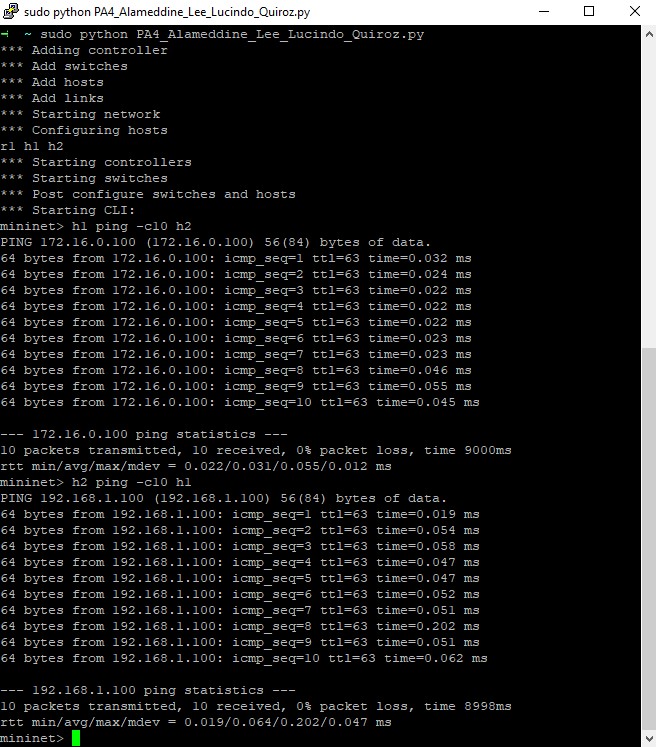 sudo python PA4_Alameddine_Lee_Lucindo_Quiroz.py
~ sudo python PA4_Alameddine_Lee_Lucindo_Quiroz.py
*** Adding controller
*** Add switches
*** Add hosts
*** Add links
*** Starting network
*** Configuring hosts
r1 h1 h2
*** Starting controllers
*** Starting switches
*** Post configure switches and hosts
*** Starting CLI:
mininet> h1 ping -c10 h2
PING 172.16.0.100 (172.16.0.100) 56(84) bytes of data.
64 bytes from 172.16.0.100: icmp_seq=1 ttl=63 time=0.032 ms
64 bytes from 172.16.0.100: icmp_seq=2 ttl=63 time=0.024 ms
64 bytes from 172.16.0.100: icmp_seq=3 ttl=63 time=0.022 ms
64 bytes from 172.16.0.100: icmp_seq=4 ttl=63 time=0.022 ms
64 bytes from 172.16.0.100: icmp_seq=5 ttl=63 time=0.022 ms
64 bytes from 172.16.0.100: icmp_seq=6 ttl=63 time=0.023 ms
64 bytes from 172.16.0.100: icmp_seq=7 ttl=63 time=0.023 ms
64 bytes from 172.16.0.100: icmp_seq=8 ttl=63 time=0.046 ms
64 bytes from 172.16.0.100: icmp_seq=9 ttl=63 time=0.055 ms
64 bytes from 172.16.0.100: icmp_seq=10 ttl=63 time=0.045 ms
--- 172.16.0.100 ping statistics ---
10 packets transmitted, 10 received, 0% packet loss, time 9000ms
rtt min/avg/max/mdev = 0.022/0.031/0.055/0.012 ms
mininet> h2 ping -c10 h1
PING 192.168.1.100 (192.168.1.100) 56(84) bytes of data.
64 bytes from 192.168.1.100: icmp_seq=1 ttl=63 time=0.019 ms
64 bytes from 192.168.1.100: icmp_seq=2 ttl=63 time=0.054 ms
64 bytes from 192.168.1.100: icmp_seq=3 ttl=63 time=0.058 ms
64 bytes from 192.168.1.100: icmp_seq=4 ttl=63 time=0.047 ms
64 bytes from 192.168.1.100: icmp_seq=5 ttl=63 time=0.047 ms
64 bytes from 192.168.1.100: icmp_seq=6 ttl=63 time=0.052 ms
64 bytes from 192.168.1.100: icmp_seq=7 ttl=63 time=0.051 ms
64 bytes from 192.168.1.100: icmp_seq=8 ttl=63 time=0.202 ms
64 bytes from 192.168.1.100: icmp_seq=9 ttl=63 time=0.051 ms
64 bytes from 192.168.1.100: icmp_seq=10 ttl=63 time=0.062 ms
--- 192.168.1.100 ping statistics ---
10 packets transmitted, 10 received, 0% packet loss, time 8998ms
rtt min/avg/max/mdev = 0.019/0.064/0.202/0.047 ms
mininet>